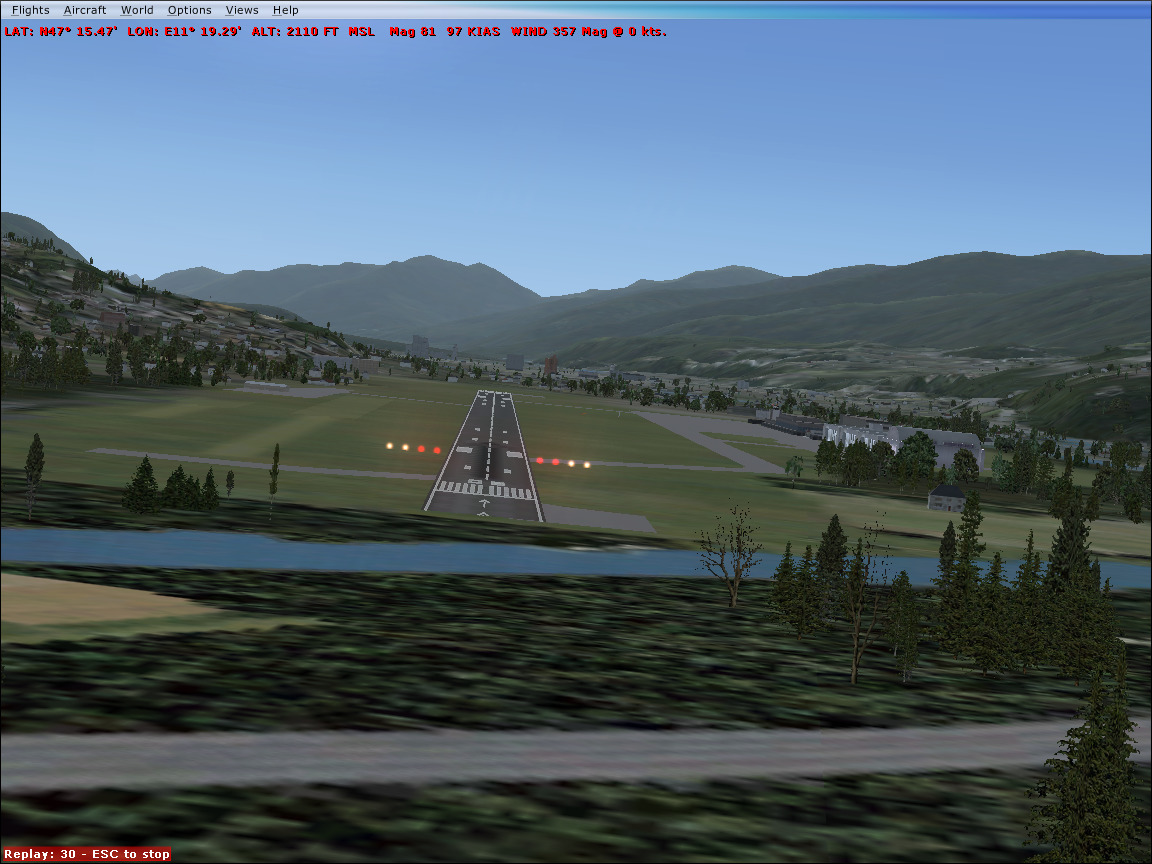 Flights Aircraft World Options Views Help
LAT: N47° 15.47' LON: E11° 19.29' ALT: 2110 FT MSL Mag 81 97 KIAS WIND 357 Mag @ 0 kts.
Replay: 30 - ESC to stop